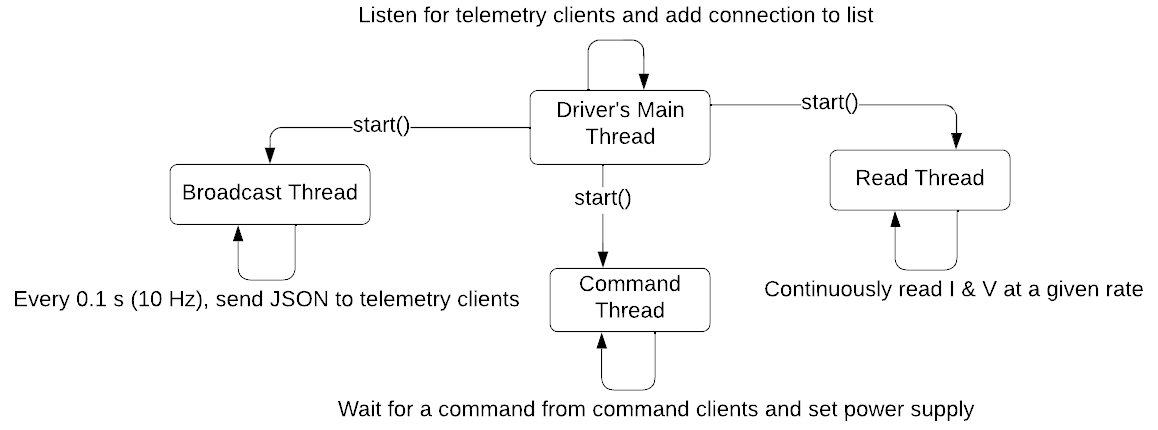 Listen for telemetry clients and add connection to list
Driver's Main
Thread
start()
start()
Broadcast Thread
start()
Read Thread
Every 0.1 s (10 Hz), send JSON to telemetry clients
Command
Thread
Continuously read I & V at a given rate
Wait for a command from command clients and set power supply